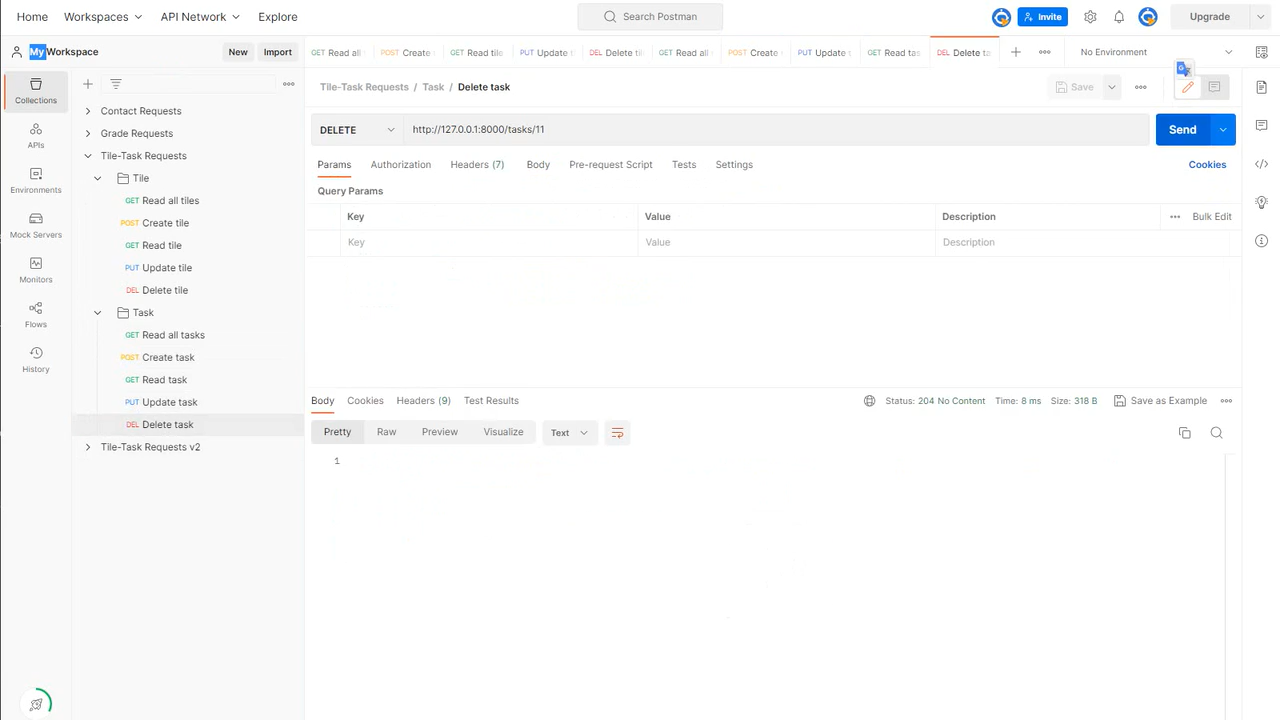 Home
Workspaces
API Network
Explore
Search Postman
Invite
Upgrade
My Workspace
New
Import
GET Read all
POST Create
GET Read tile
PUT Update t
DEL Delete til
GET Read all
POST Create
PUT Update t
GET Read tas
DEL Delete ta
No Environment
Collections
APIs
Environments
Mock Servers
Monitors
Flows
History
Contact Requests
Grade Requests
Tile-Task Requests
Tile
GET Read all tiles
POST Create tile
GET Read tile
PUT Update tile
DEL Delete tile
Task
GET Read all tasks
POST Create task
GET Read task
PUT Update task
DEL Delete task
Tile-Task Requests v2
Tile-Task Requests / Task / Delete task
Save
DELETE
http://127.0.0.1:8000/tasks/11
Send
Params
Authorization
Headers (7)
Body
Pre-request Script
Tests
Settings
Cookies
Query Params
Key
Value
Description
Bulk Edit
Key
Value
Description
Body
Cookies
Headers (9)
Test Results
Status: 204 No Content
Time: 8 ms
Size: 318 B
Save as Example
Pretty
Raw
Preview
Visualize
Text
1